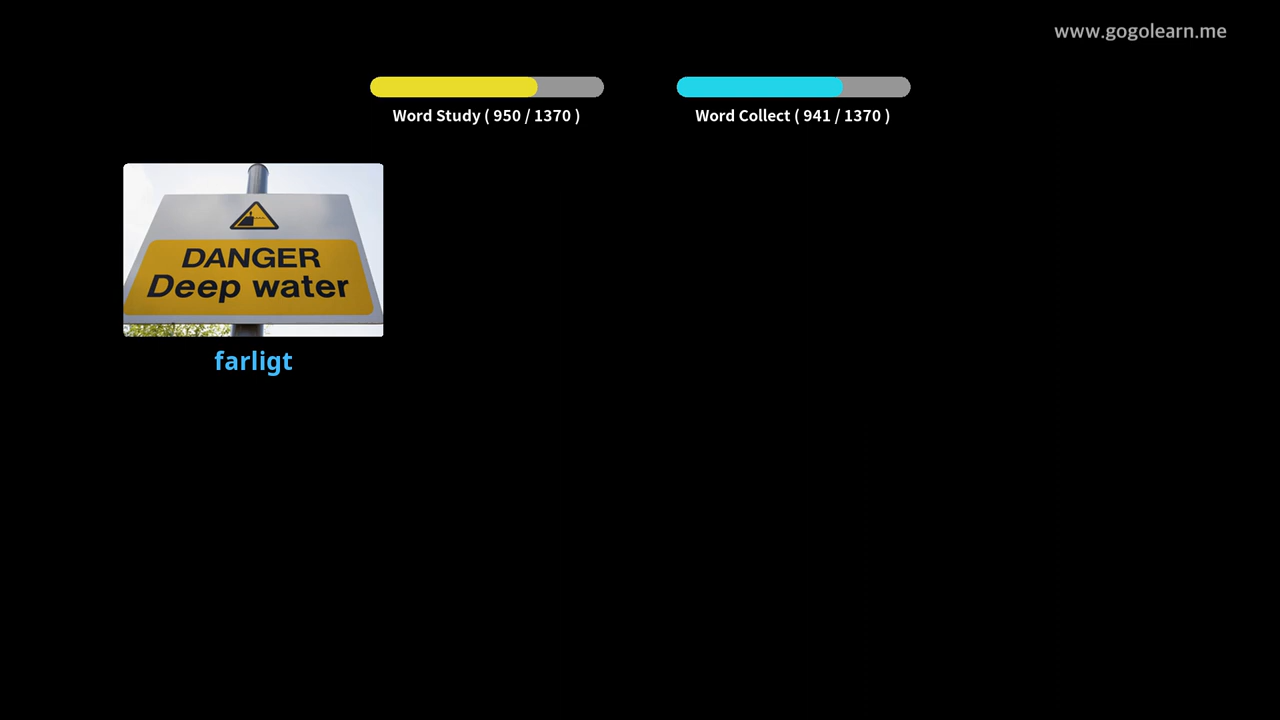 www.gogolearn.me
Word Study ( 950 / 1370 )
Word Collect ( 941 / 1370 )
DANGER
Deep water
farligt